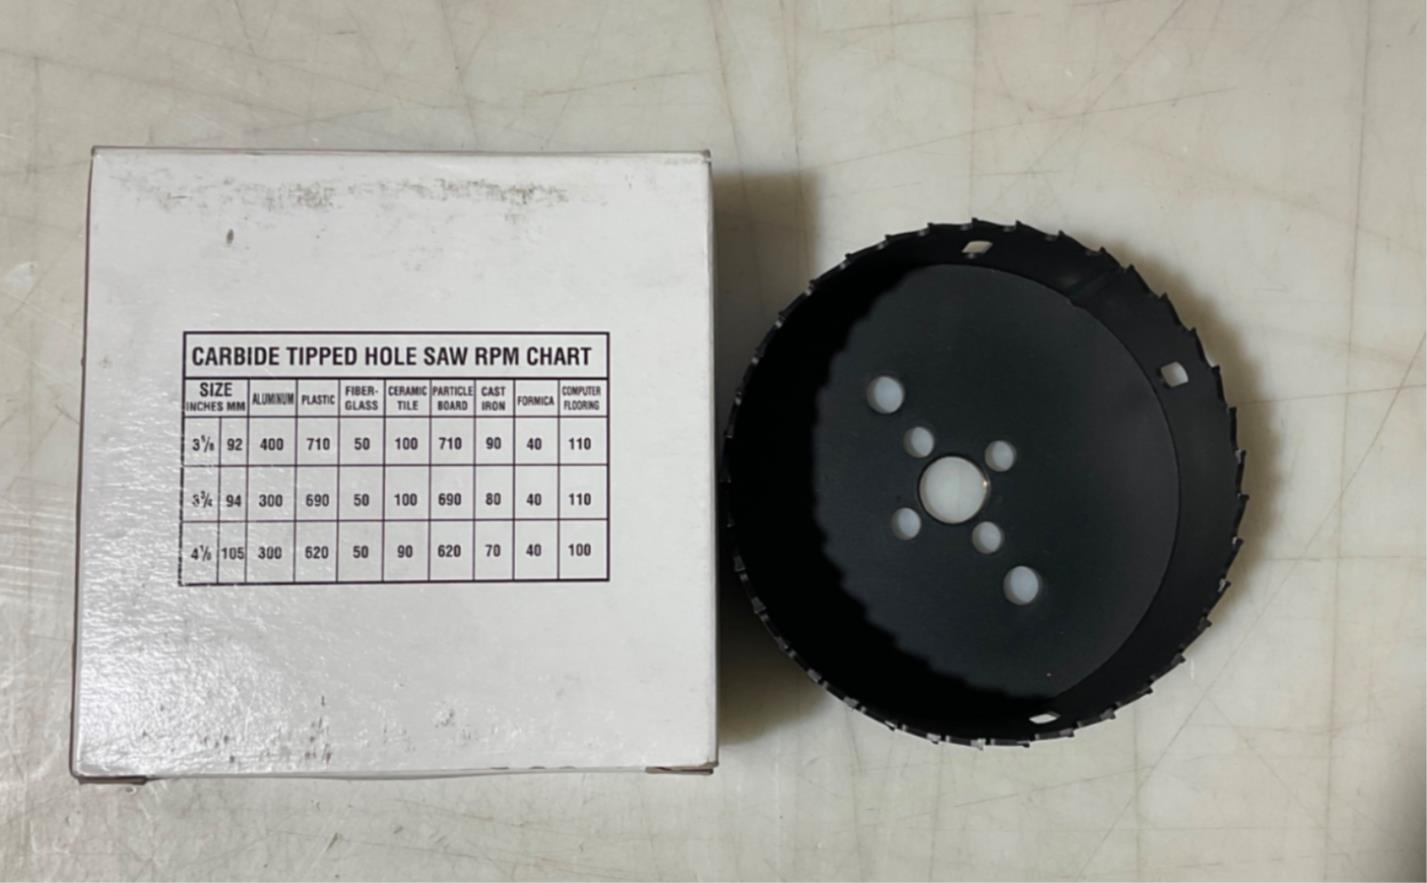 CARBIDE TIPPED HOLE SAW RPM CHART
SIZE INCHES MM ALUMINUM PLASTIC FIBER-GLASS CERAMIC TILE PARTICLE BOARD CAST IRON FORMICA COMPUTER FLOORING
3⅝ 92 400 710 50 100 710 90 40 110
3¾ 94 300 690 50 100 690 80 40 110
4⅛ 105 300 620 50 90 620 70 40 100